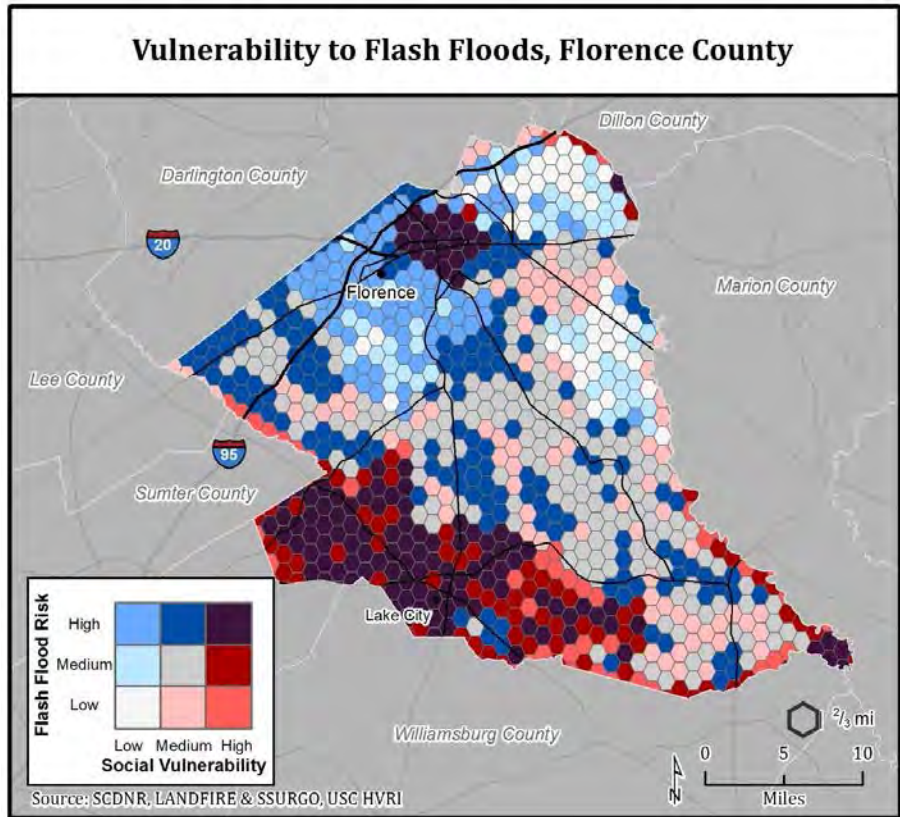 Vulnerability to Flash Floods, Florence County
Dillon County
Darlington County
20
Marion County
Florence
Lee County
95
Sumter County
Flash Flood Risk
High
Medium
Low
Low Medium High
Social Vulnerability
Lake City
Williamsburg County
2/3 mi
0 5 10
Miles
N
Source: SCDNR, LANDFIRE & SSURGO, USC HVRI